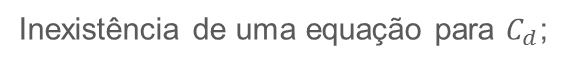 Inexistência de uma equação para $C_d$;